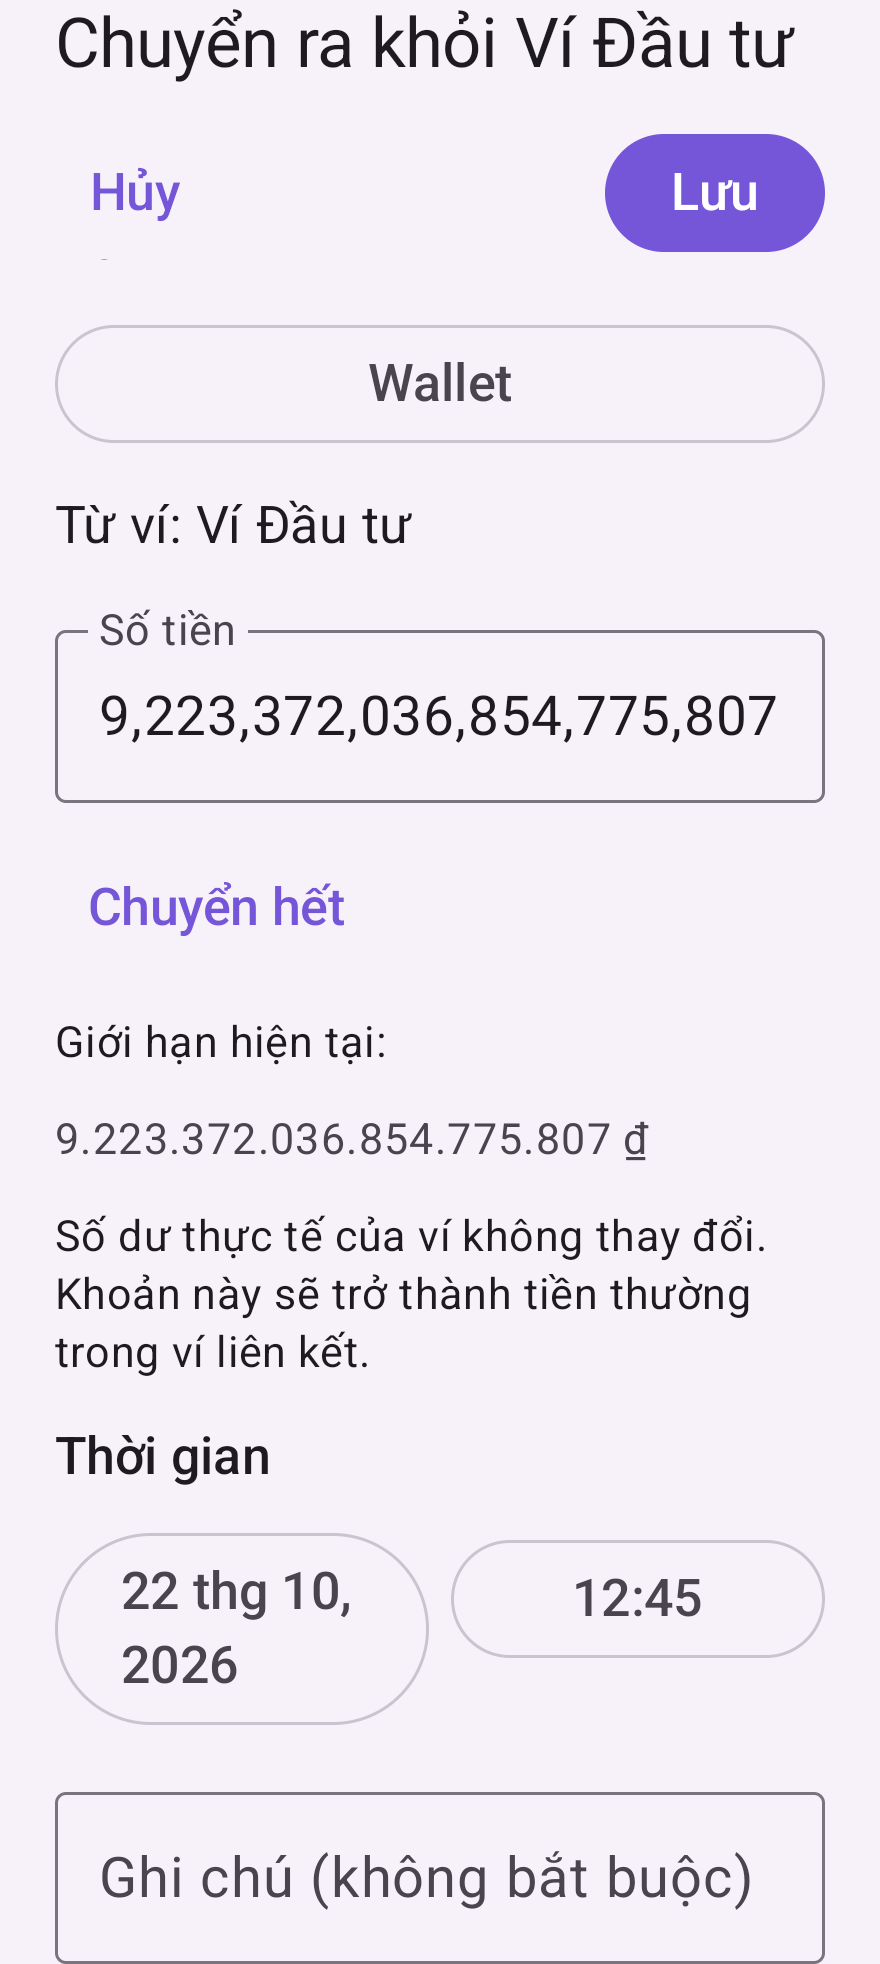 Chuyển ra khỏi Ví Đầu tư
Hủy
Lưu
Wallet
Từ ví: Ví Đầu tư
Số tiền
9,223,372,036,854,775,807
Chuyển hết
Giới hạn hiện tại:
9.223.372.036.854.775.807 ₫
Số dư thực tế của ví không thay đổi.
Khoản này sẽ trở thành tiền thường
trong ví liên kết.
Thời gian
22 thg 10,
2026
12:45
Ghi chú (không bắt buộc)